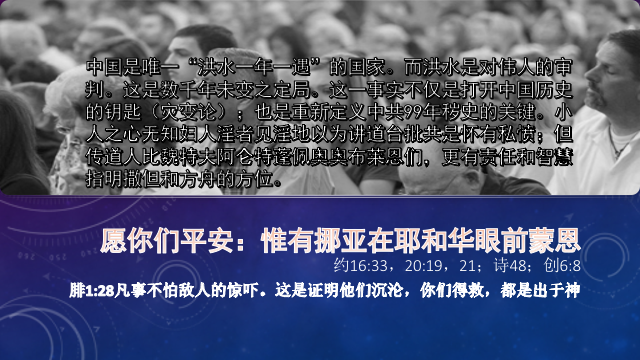 中国是唯一“洪水一年一遇”的国家。而洪水是对伟人的审
判。这是数千年未变之定局。这一事实不仅是打开中国历史
的钥匙（灾变论）；也是重新定义中共99年秽史的关键。小
人之心无知妇人淫者见淫地以为讲道台批共是怀有私愤；但
传道人比魏特夫阿仑特蓬佩奥奥布莱恩们，更有责任和智慧
指明撒但和方舟的方位。
愿你们平安：惟有挪亚在耶和华眼前蒙恩
约16:33，20:19，21；诗48；创6:8
腓1:28凡事不怕敌人的惊吓。这是证明他们沉沦，你们得救，都是出于神